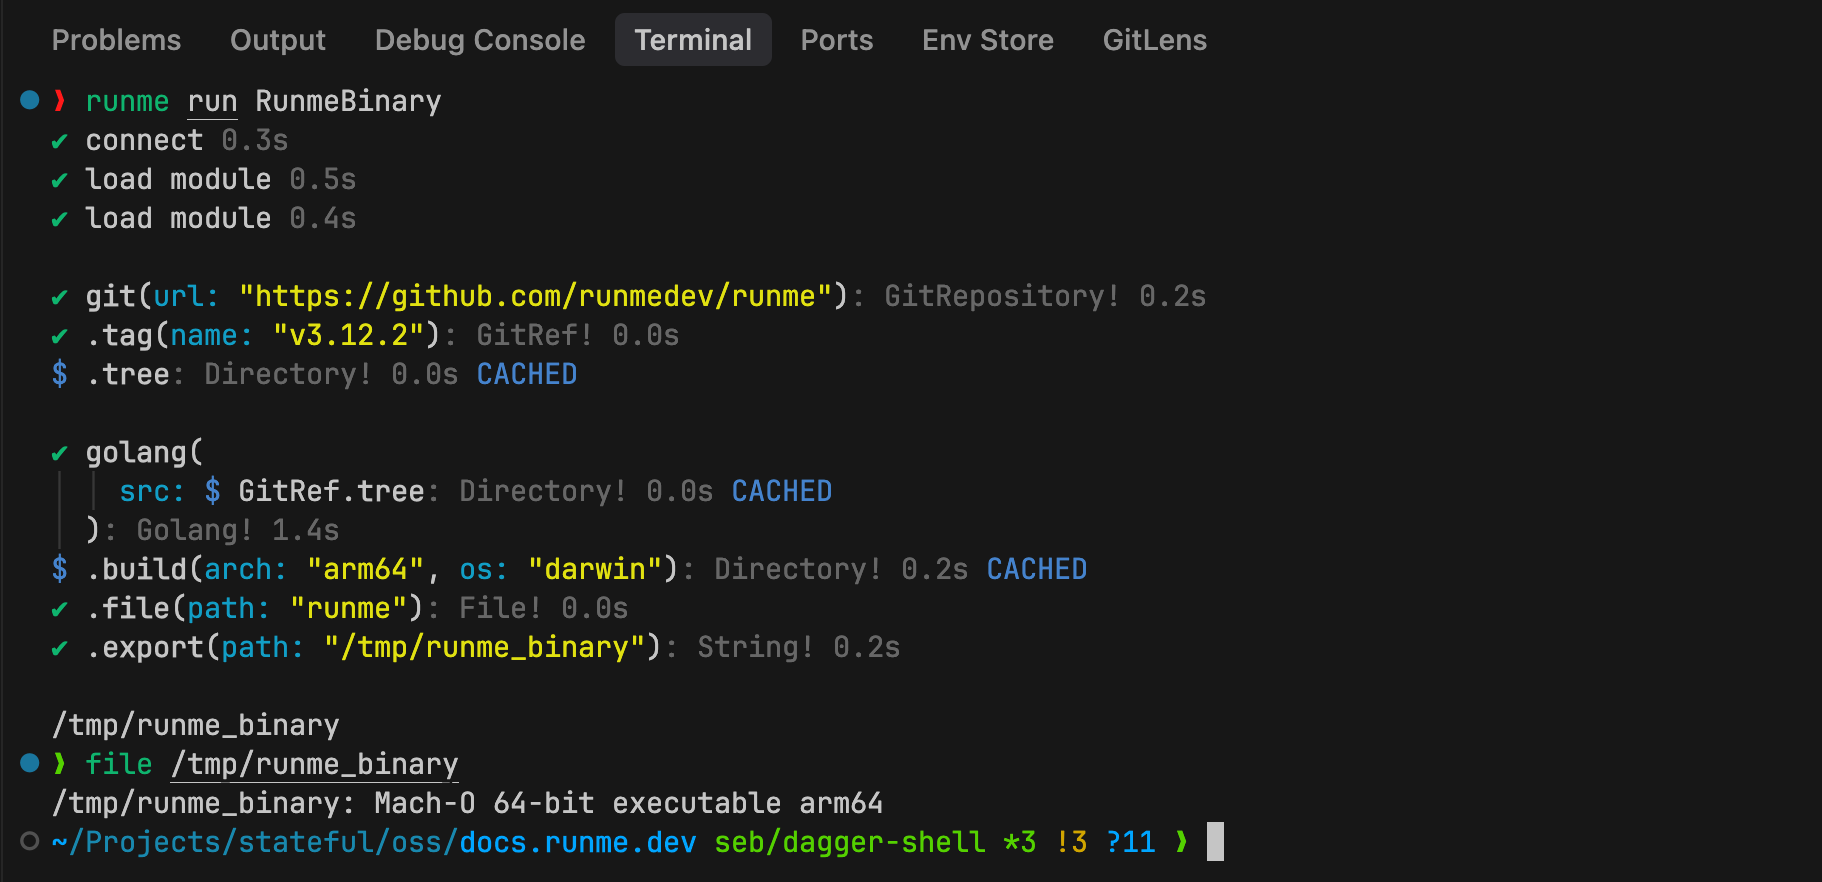 Problems Output Debug Console Terminal Ports Env Store GitLens
❯ runme run RunmeBinary
✔ connect 0.3s
✔ load module 0.5s
✔ load module 0.4s
✔ git(url: "https://github.com/runmedev/runme"): GitRepository! 0.2s
✔ .tag(name: "v3.12.2"): GitRef! 0.0s
$ .tree: Directory! 0.0s CACHED
✔ golang(
src: $ GitRef.tree: Directory! 0.0s CACHED
): Golang! 1.4s
$ .build(arch: "arm64", os: "darwin"): Directory! 0.2s CACHED
✔ .file(path: "runme"): File! 0.0s
✔ .export(path: "/tmp/runme_binary"): String! 0.2s
/tmp/runme_binary
❯ file /tmp/runme_binary
/tmp/runme_binary: Mach-O 64-bit executable arm64
~/Projects/stateful/oss/docs.runme.dev seb/dagger-shell *3 !3 ?11 ❯